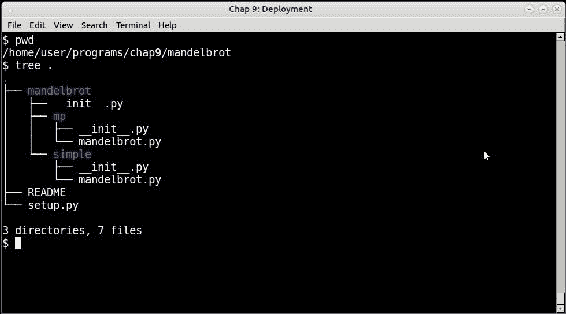 Chap 9: Deployment
File Edit View Search Terminal Help
$ pwd
/home/user/programs/chap9/mandelbrot
$ tree .
.
├── mandelbrot
│   ├── __init__.py
│   ├── mp
│   │   ├── __init__.py
│   │   └── mandelbrot.py
│   └── simple
│       ├── __init__.py
│       └── mandelbrot.py
├── README
└── setup.py
3 directories, 7 files
$